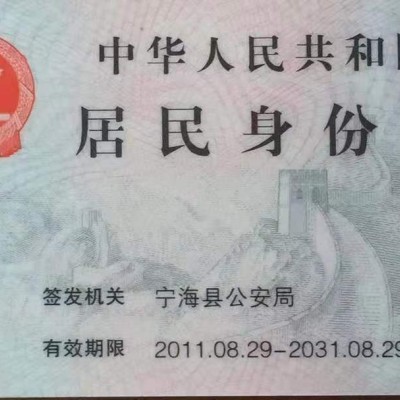 中华人民共和
居民身份
签发机关 宁海县公安局
有效期限 2011.08.29-2031.08.29